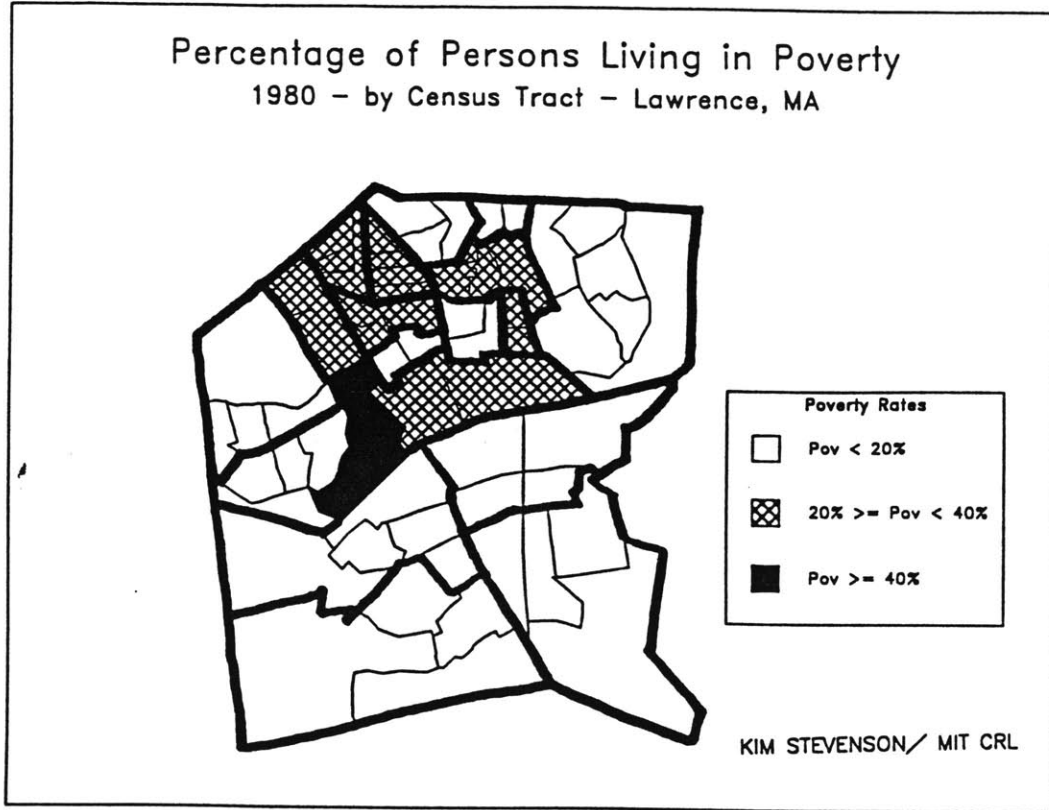 Percentage of Persons Living in Poverty
1980 – by Census Tract – Lawrence, MA
Poverty Rates
Pov < 20%
20% >= Pov < 40%
Pov >= 40%
KIM STEVENSON/ MIT CRL